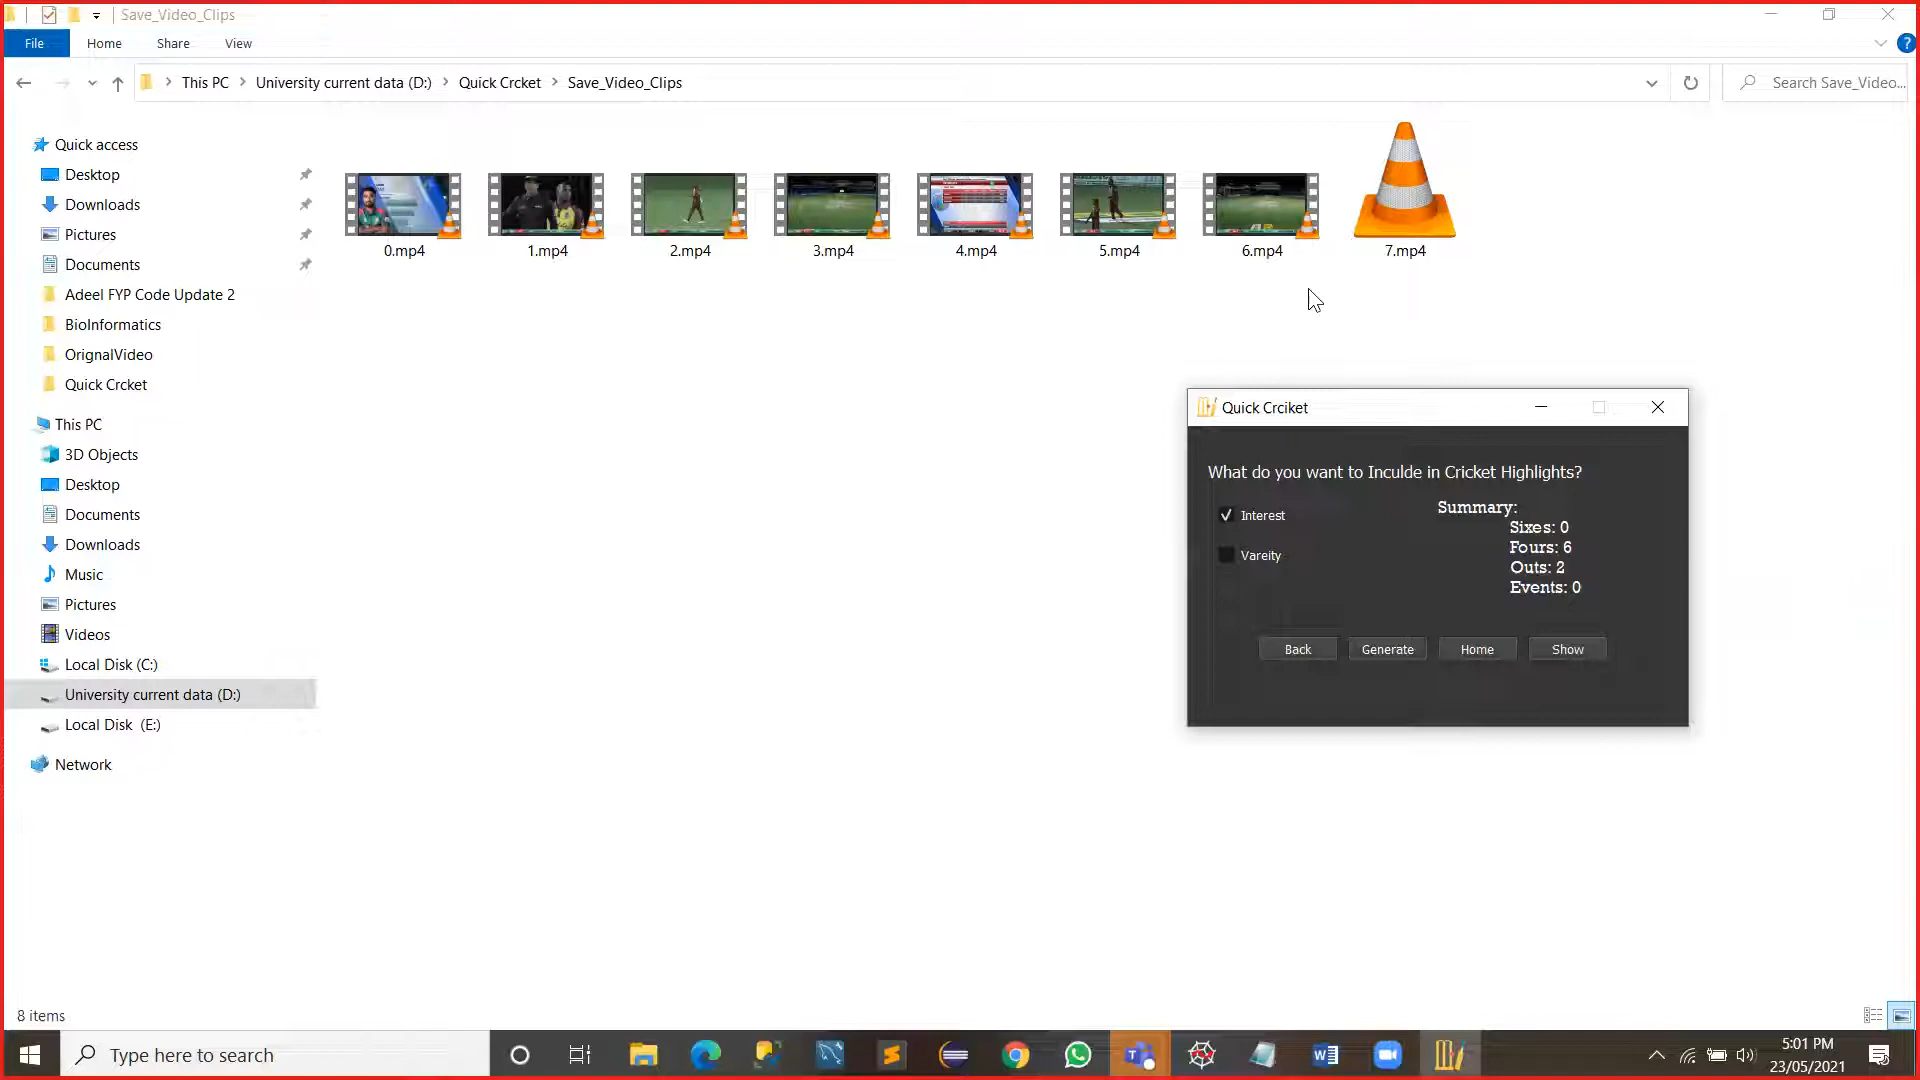 Save_Video_Clips
File Home Share View
This PC University current data (D:) Quick Crcket Save_Video_Clips
Search Save_Video...
Quick access
Desktop
Downloads
Pictures
Documents
Adeel FYP Code Update 2
BioInformatics
OrignalVideo
Quick Crcket
This PC
3D Objects
Desktop
Documents
Downloads
Music
Pictures
Videos
Local Disk (C:)
University current data (D:)
Local Disk (E:)
Network
0.mp4 1.mp4 2.mp4 3.mp4 4.mp4 5.mp4 6.mp4 7.mp4
Quick Crciket
What do you want to Inculde in Cricket Highlights?
Interest
Vareity
Summary:
Sixes: 0
Fours: 6
Outs: 2
Events: 0
Back Generate Home Show
8 items
Type here to search
5:01 PM
23/05/2021